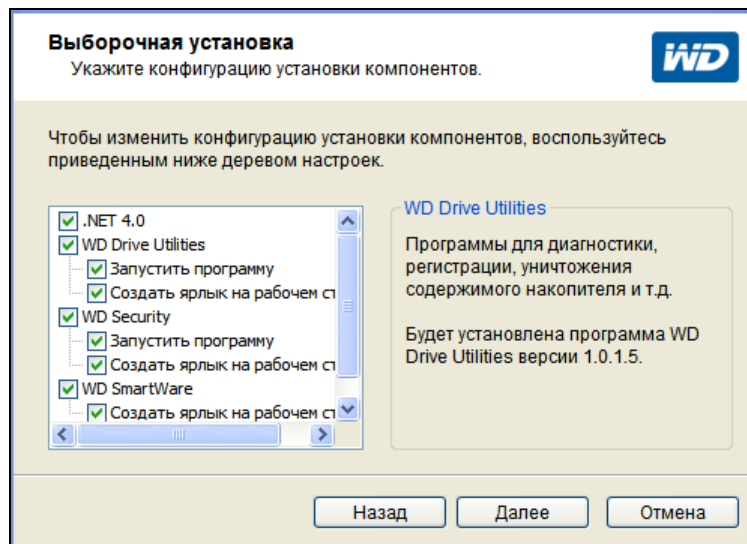 Выборочная установка
Укажите конфигурацию установки компонентов.
WD
Чтобы изменить конфигурацию установки компонентов, воспользуйтесь
приведенным ниже деревом настроек.
.NET 4.0
WD Drive Utilities
Запустить программу
Создать ярлык на рабочем ст
WD Security
Запустить программу
Создать ярлык на рабочем ст
WD SmartWare
Создать ярлык на рабочем ст
WD Drive Utilities
Программы для диагностики,
регистрации, уничтожения
содержимого накопителя и т.д.
Будет установлена программа WD
Drive Utilities версии 1.0.1.5.
Назад
Далее
Отмена